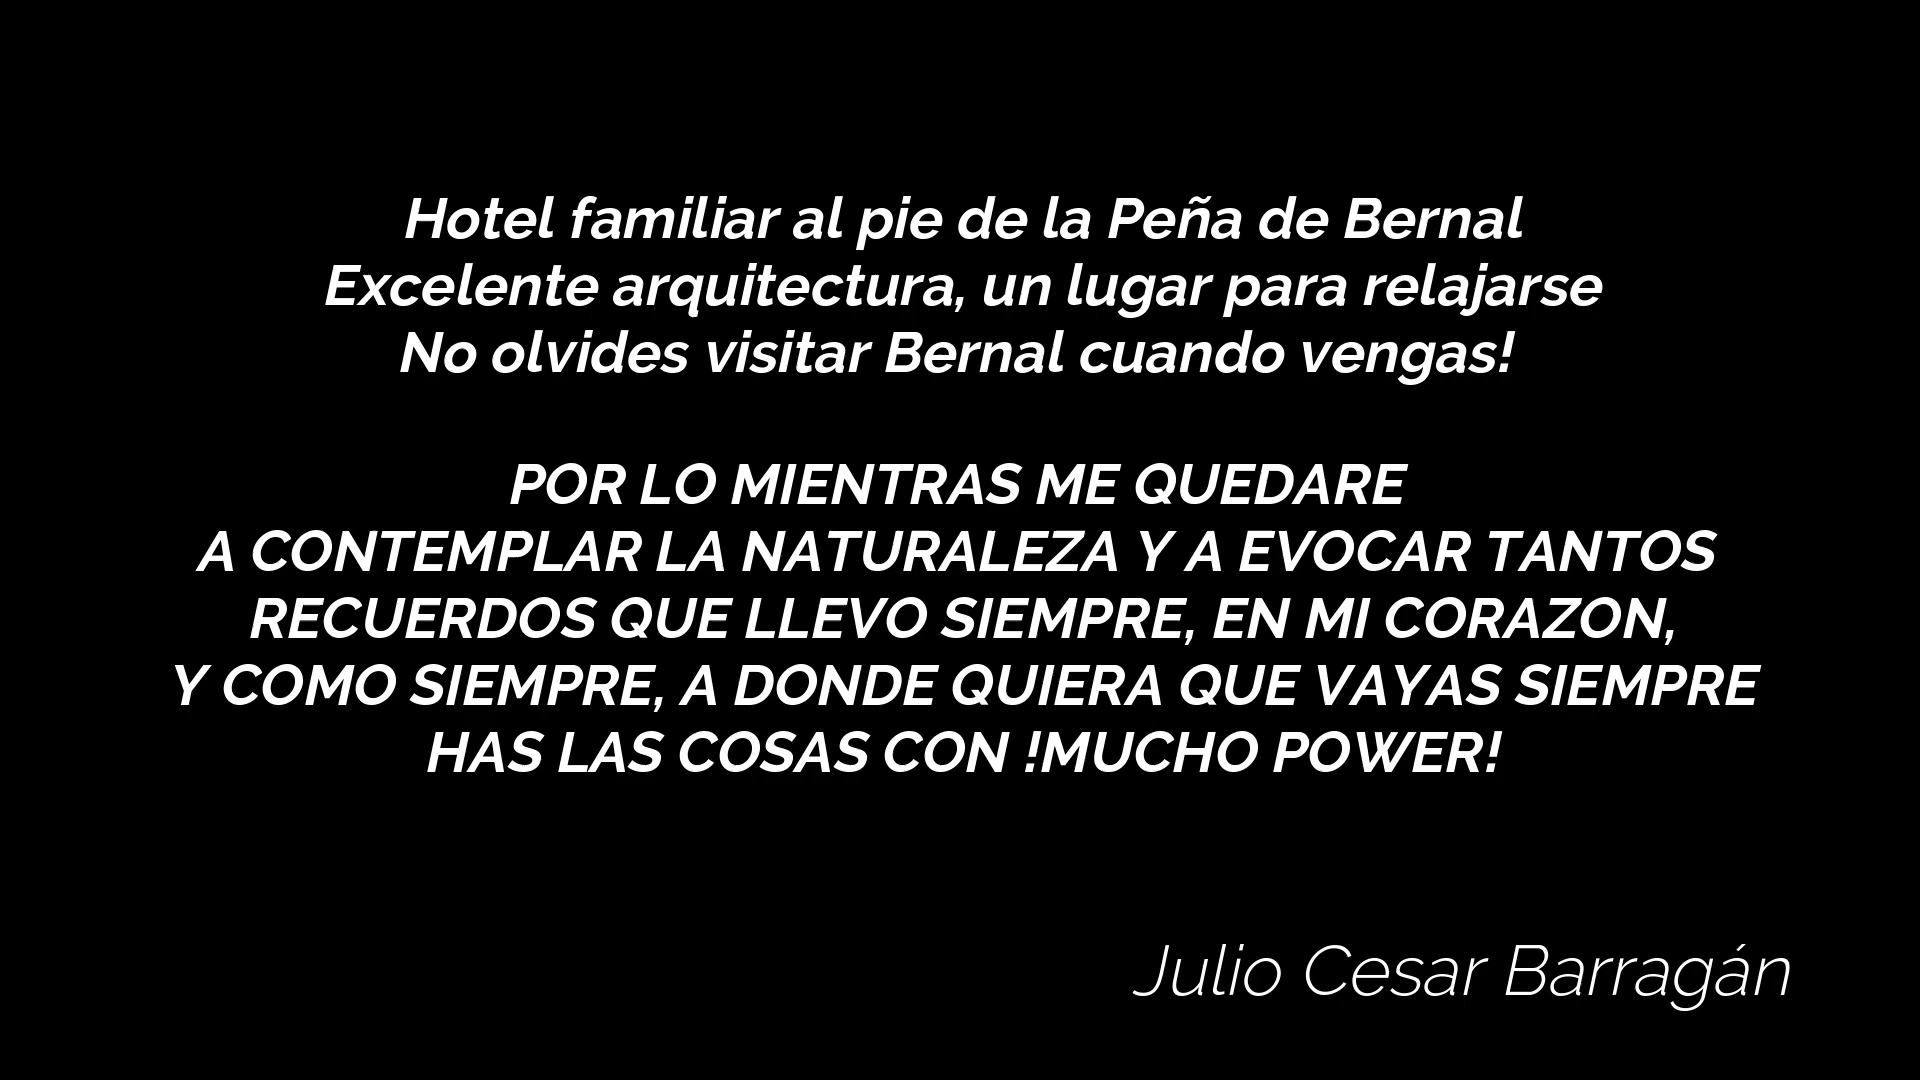 Hotel familiar al pie de la Peña de Bernal
Excelente arquitectura, un lugar para relajarse
No olvides visitar Bernal cuando vengas!
POR LO MIENTRAS ME QUEDARE
A CONTEMPLAR LA NATURALEZA Y A EVOCAR TANTOS
RECUERDOS QUE LLEVO SIEMPRE, EN MI CORAZON,
Y COMO SIEMPRE, A DONDE QUIERA QUE VAYAS SIEMPRE
HAS LAS COSAS CON !MUCHO POWER!
Julio Cesar Barragán